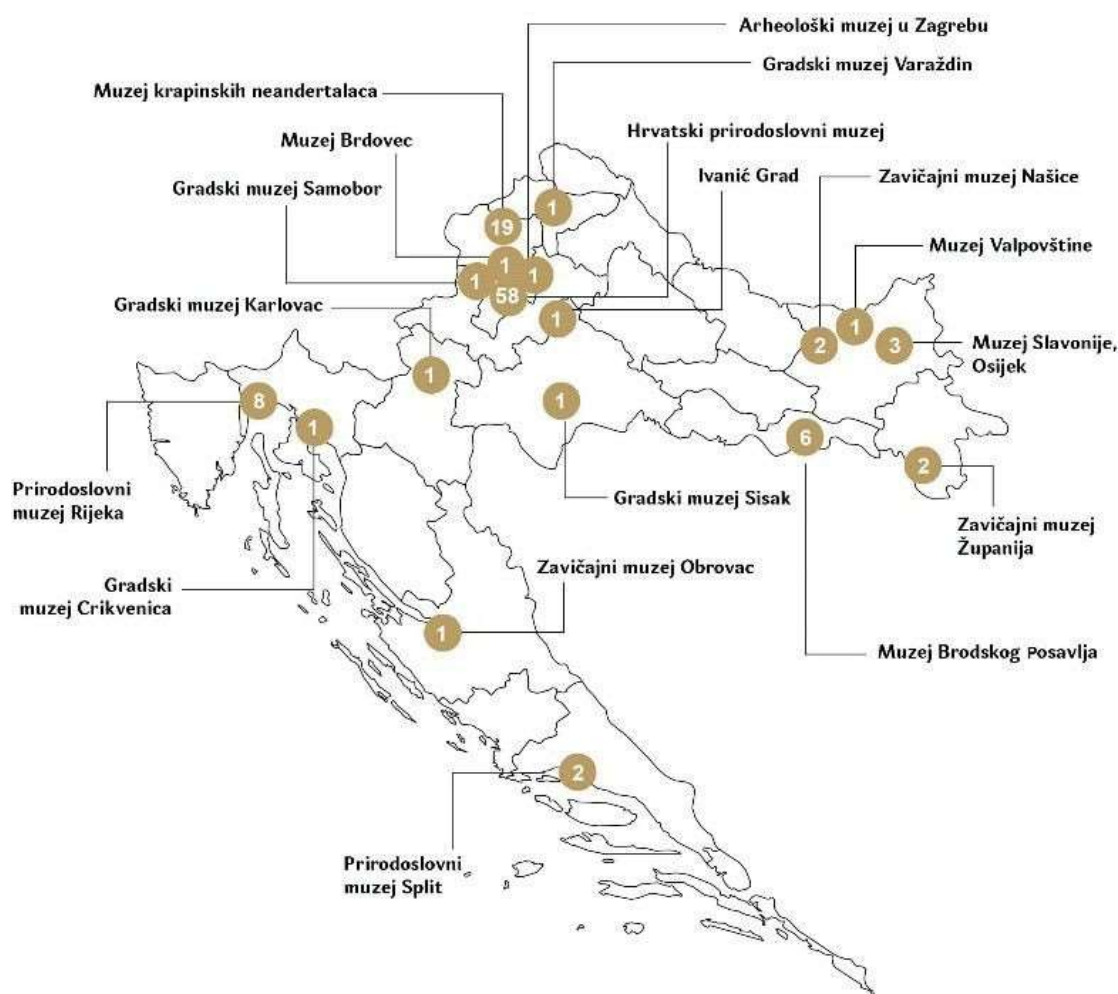 Arheološki muzej u Zagrebu
Gradski muzej Varaždin
Muzej krapinskih neandertalaca
Hrvatski prirodoslovni muzej
Muzej Brdovec
Ivanić Grad
Zavičajni muzej Našice
Gradski muzej Samobor
1
19
Muzej Valpovštine
1
1
1
58
Gradski muzej Karlovac
1
1
2
3
Muzej Slavonije,
Osijek
1
8
1
1
6
2
Prirodoslovni
muzej Rijeka
Gradski muzej Sisak
Zavičajni muzej
Županija
Zavičajni muzej Obrovac
Gradski
muzej Crikvenica
1
Muzej Brodskog Posavlja
2
Prirodoslovni
muzej Split